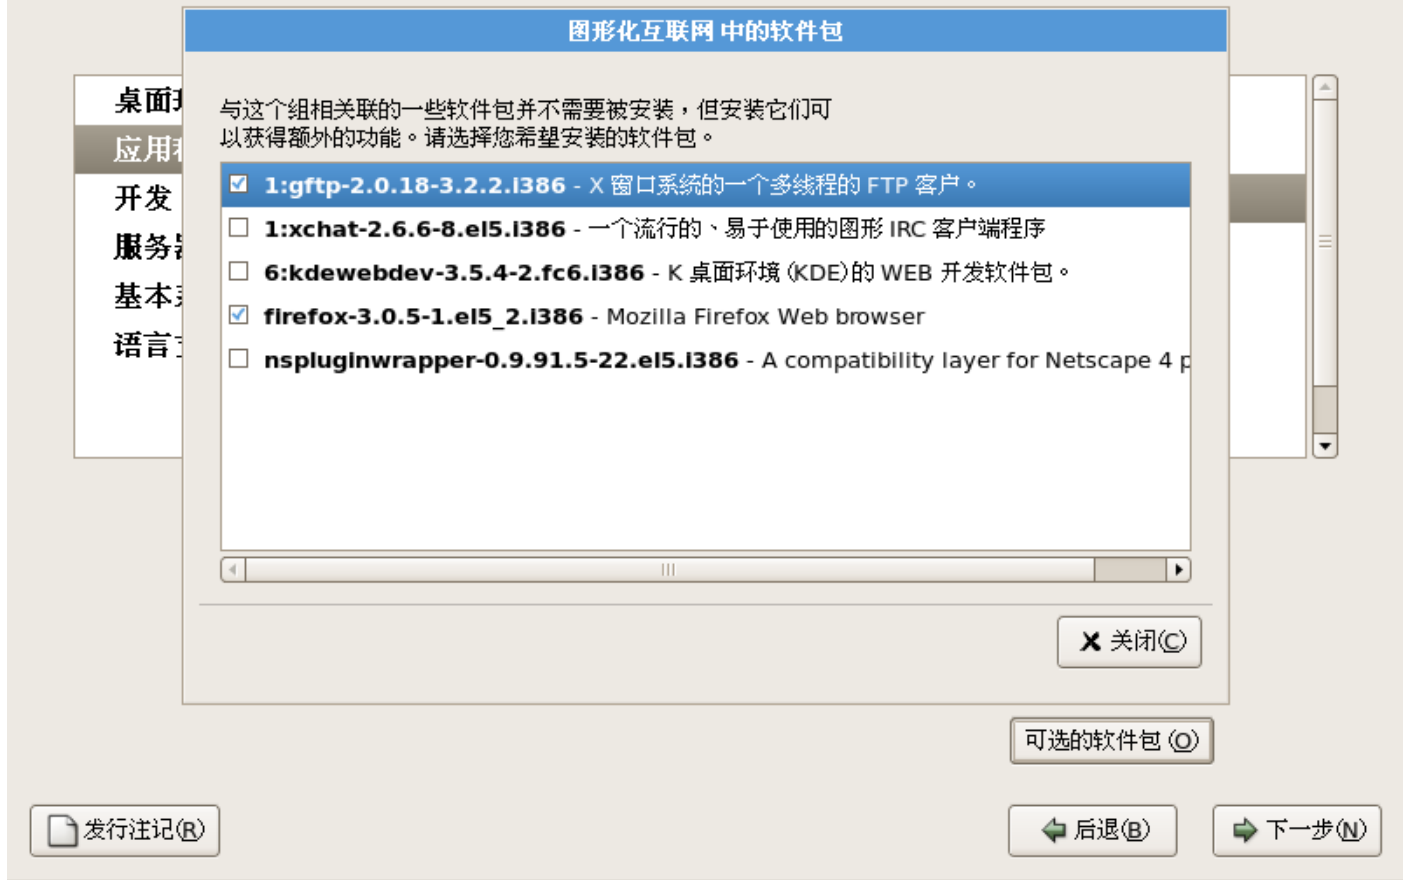 图形化互联网 中的软件包
与这个组相关联的一些软件包并不需要被安装，但安装它们可
以获得额外的功能。请选择您希望安装的软件包。
桌面
应用
开发
服务
基本
语言
1:gftp-2.0.18-3.2.2.i386 - X 窗口系统的一个多线程的 FTP 客户。
1:xchat-2.6.6-8.el5.i386 - 一个流行的、易于使用的图形 IRC 客户端程序
6:kdewebdev-3.5.4-2.fc6.i386 - K 桌面环境 (KDE)的 WEB 开发软件包。
firefox-3.0.5-1.el5_2.i386 - Mozilla Firefox Web browser
nspluginwrapper-0.9.91.5-22.el5.i386 - A compatibility layer for Netscape 4 p
关闭(C)
可选的软件包 (O)
发行注记(R)
后退(B)
下一步(N)